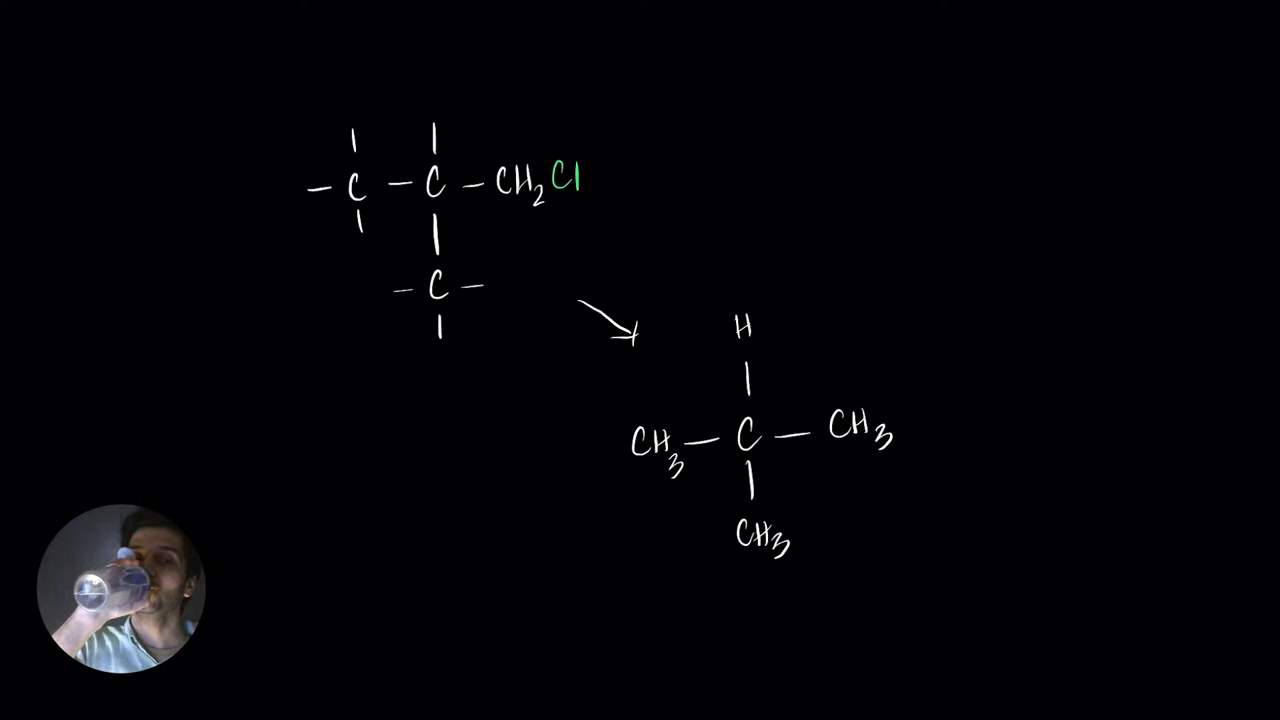 C - C - CH2Cl
C
H
CH3 - C - CH3
CH3